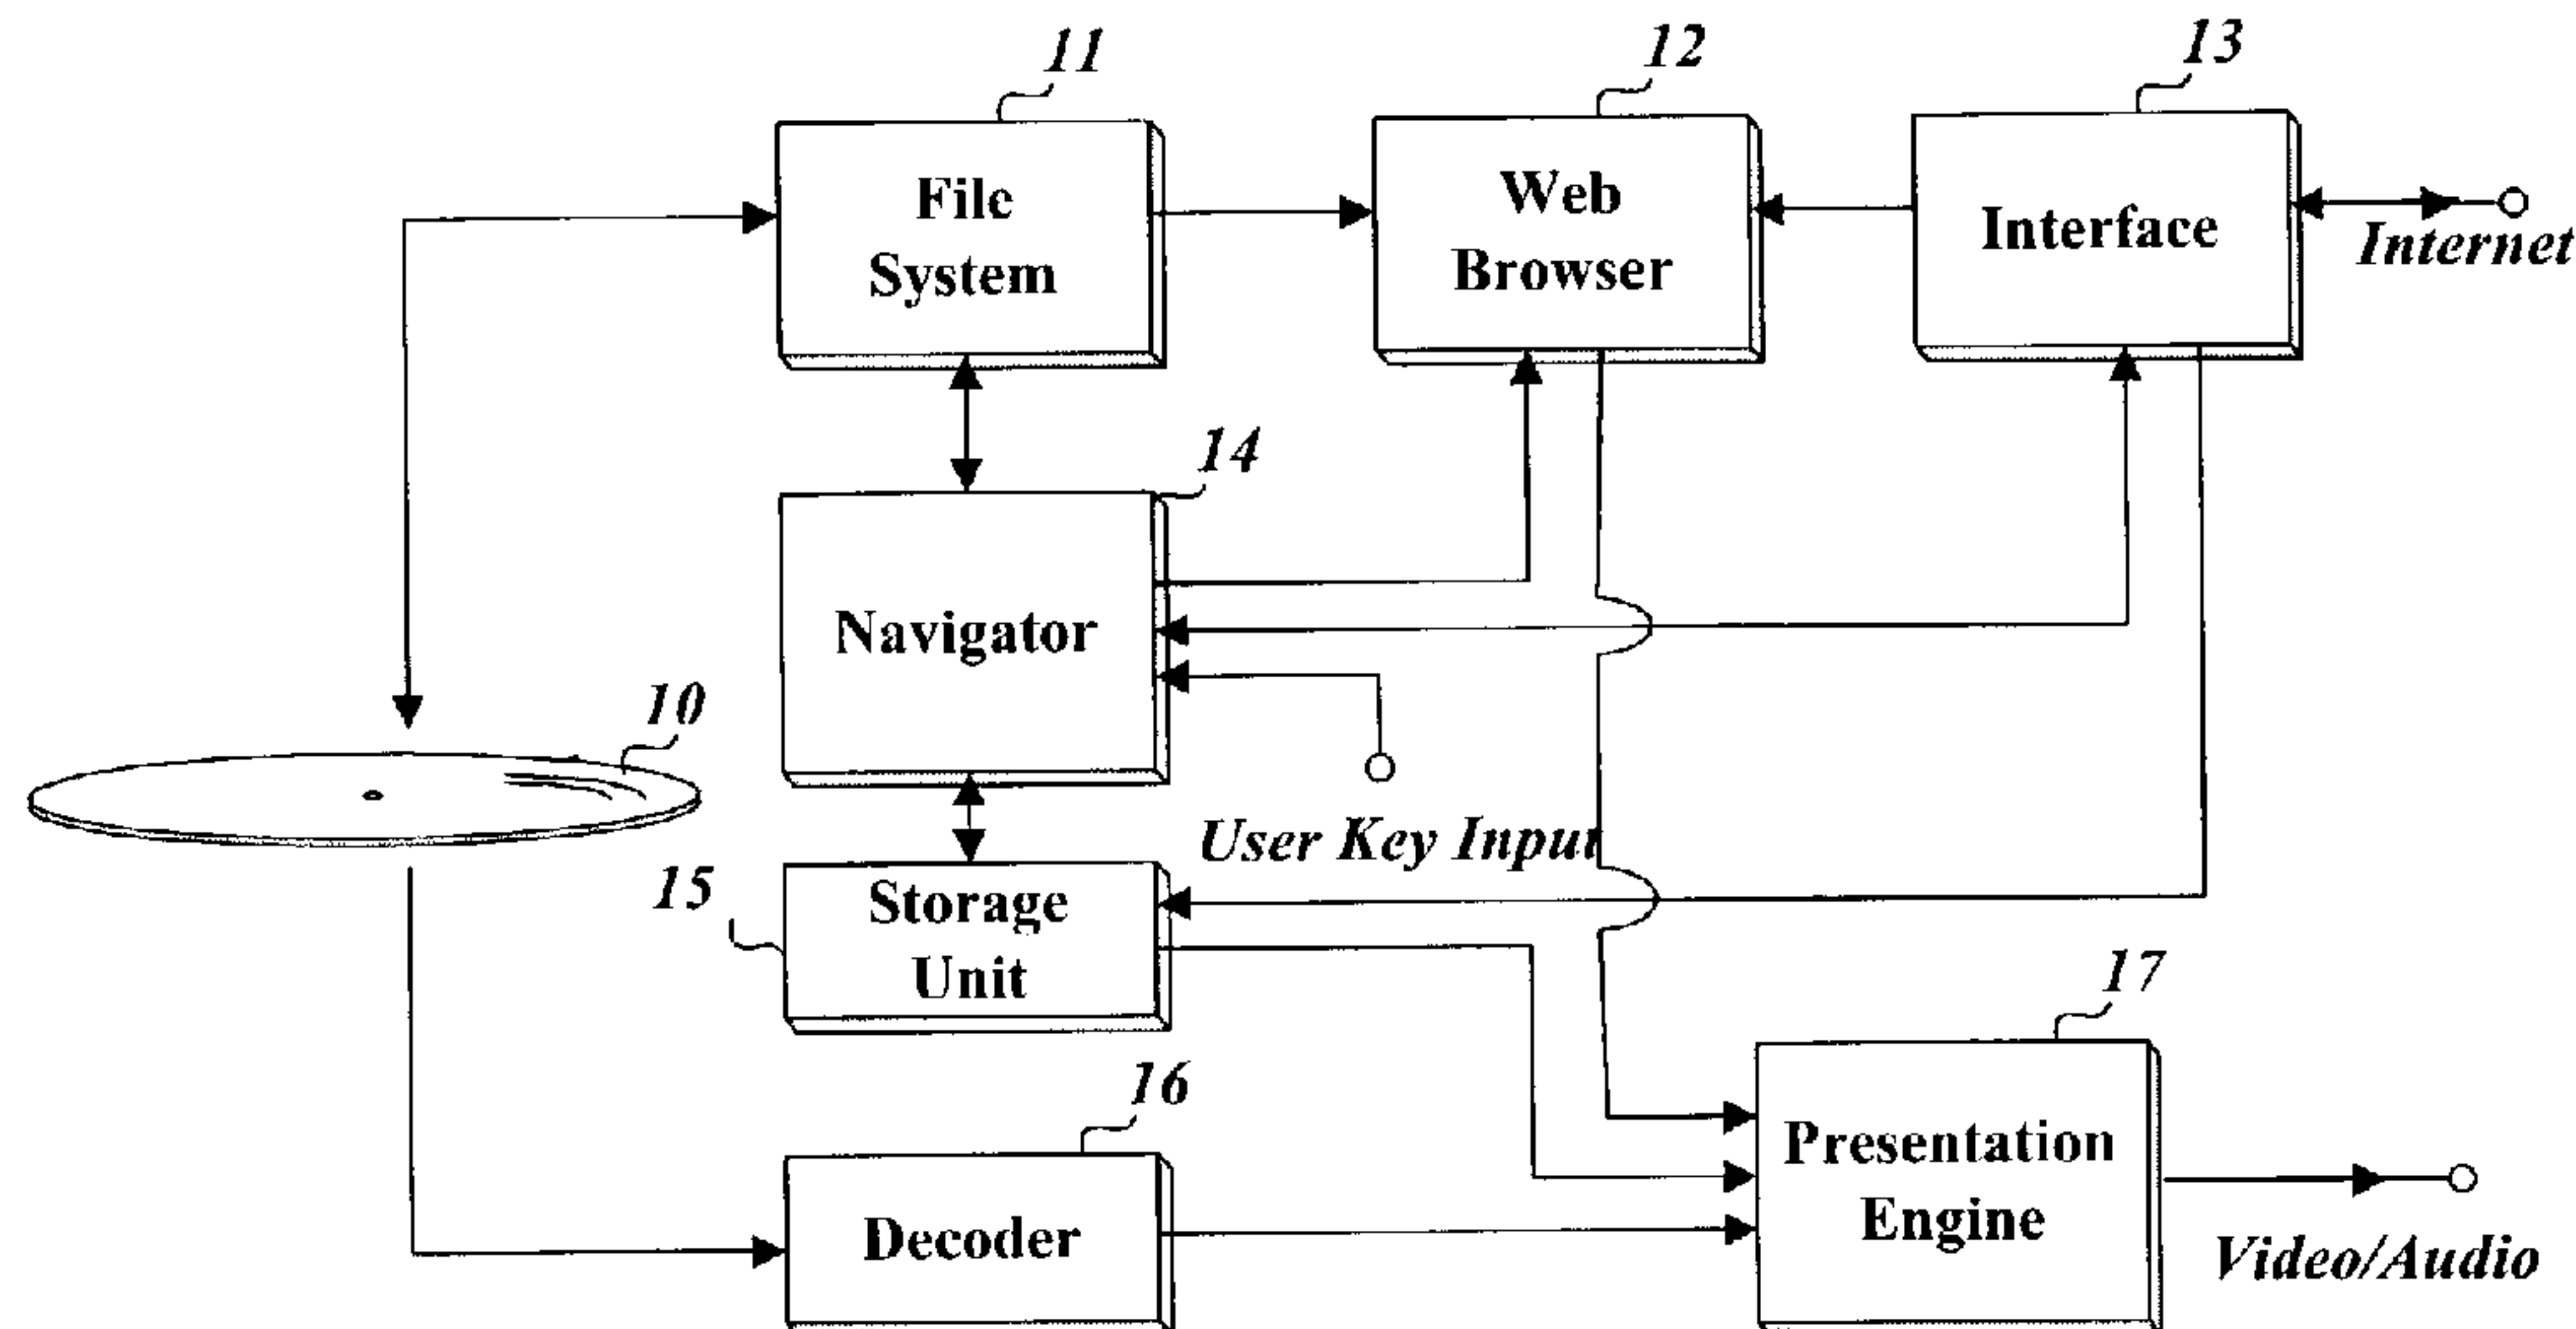 11
12
13
File
System
Web
Browser
Interface
Internet
14
Navigator
10
User Key Input
15
Storage
Unit
17
16
Presentation
Engine
Decoder
Video/Audio